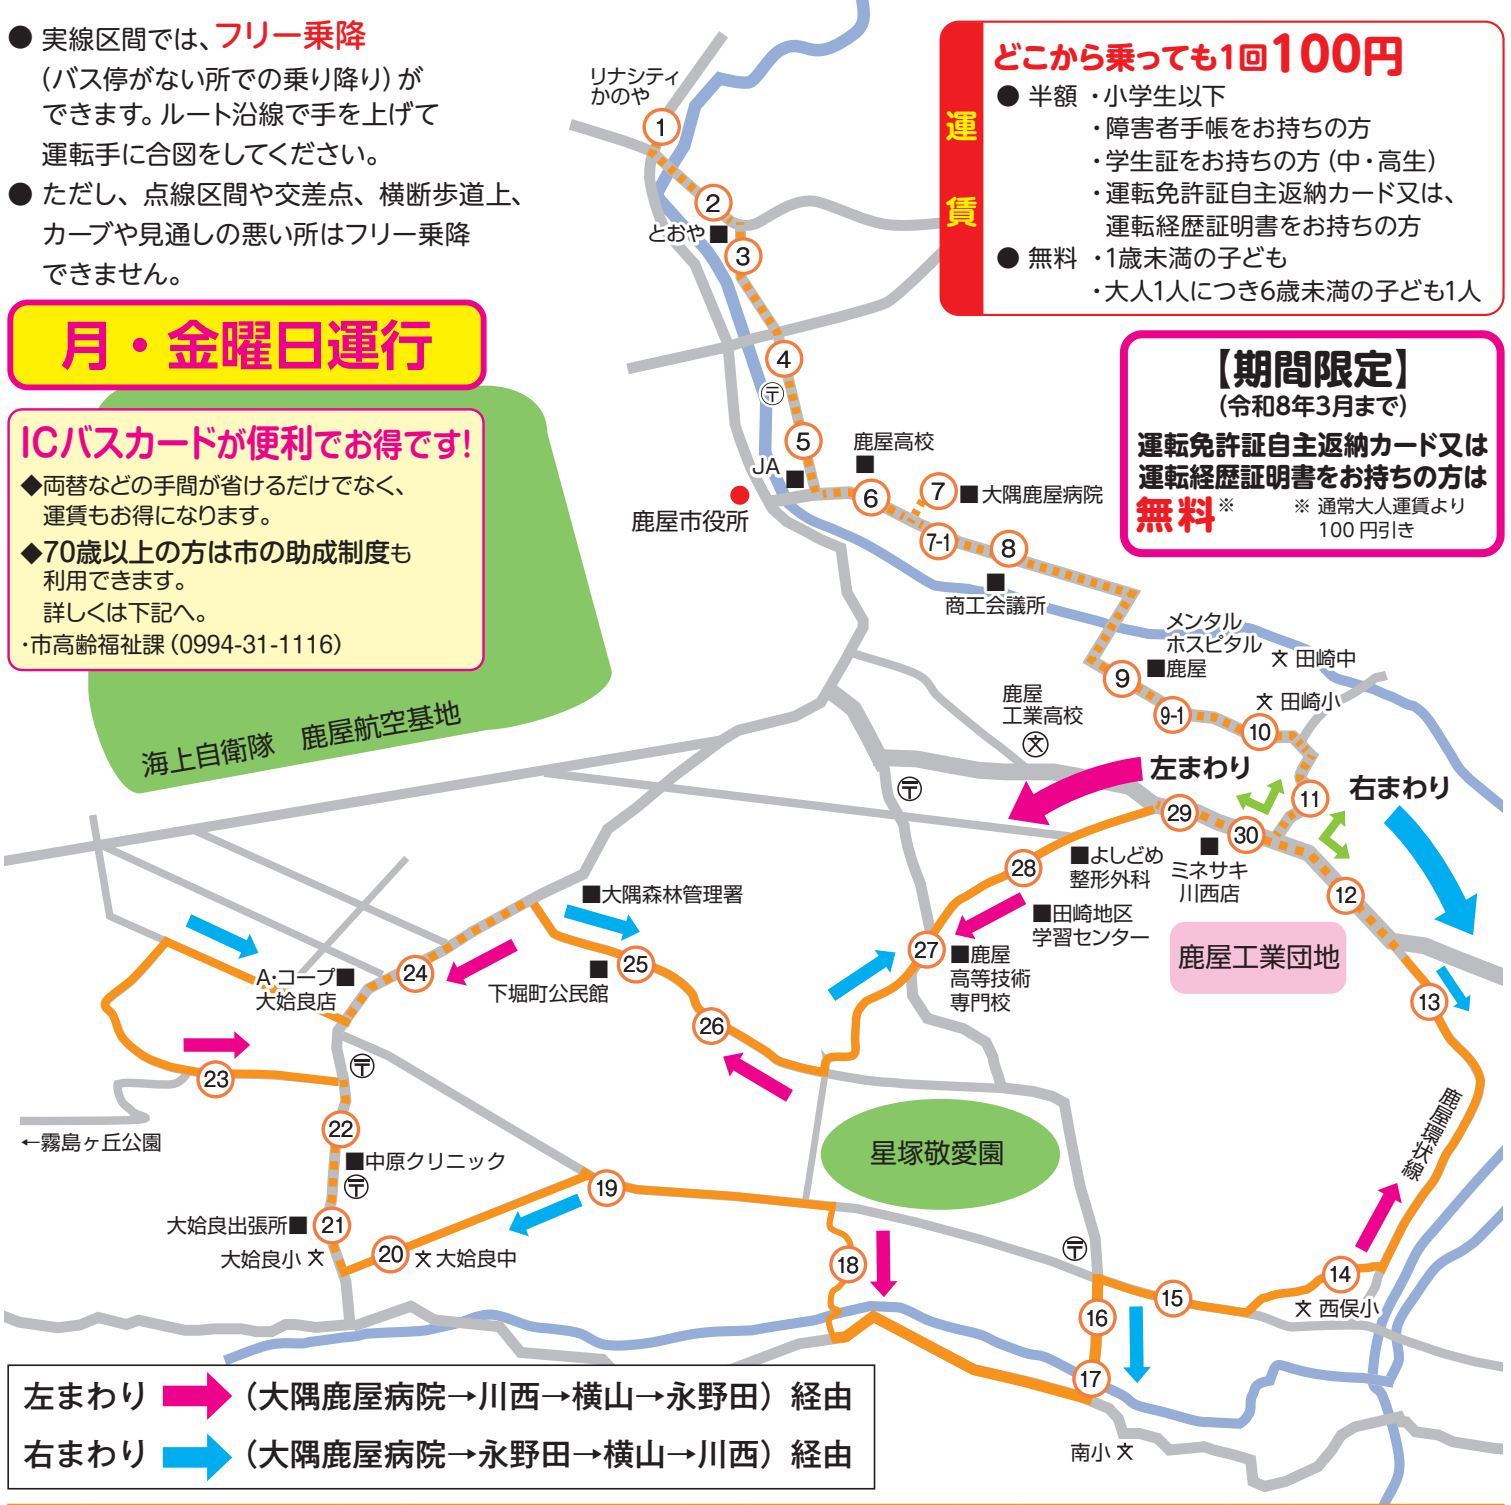 ● 実線区間では、フリー乗降
(バス停がない所での乗り降り)が
できます。ルート沿線で手を上げて
運転手に合図をしてください。
● ただし、点線区間や交差点、横断歩道上、
カーブや見通しの悪い所はフリー乗降
できません。
月・金曜日運行
ICバスカードが便利でお得です!
◆両替などの手間が省けるだけでなく、
運賃もお得になります。
◆70歳以上の方は市の助成制度も
利用できます。
詳しくは下記へ。
・市高齢福祉課(0994-31-1116)
運賃
どこから乗っても1回100円
● 半額 ・小学生以下
・障害者手帳をお持ちの方
・学生証をお持ちの方(中・高生)
・運転免許証自主返納カード又は、
運転経歴証明書をお持ちの方
● 無料 ・1歳未満の子ども
・大人1人につき6歳未満の子ども1人
【期間限定】
(令和8年3月まで)
運転免許証自主返納カード又は
運転経歴証明書をお持ちの方は
無料※
※ 通常大人運賃より
100円引き
リナシティ
かのや
1
2
とおや
3
4
〒
5
鹿屋高校
JA
6
7
大隅鹿屋病院
鹿屋市役所
7-1
8
商工会議所
メンタル
ホスピタル
鹿屋
文 田崎中
9
文 田崎小
9-1
10
鹿屋
工業高校
文
海上自衛隊 鹿屋航空基地
左まわり
右まわり
〒
11
29
30
12
28
よしどめ
整形外科
ミネサキ
川西店
大隅森林管理署
田崎地区
学習センター
鹿屋工業団地
27
鹿屋
高等技術
専門校
25
24
A・コープ
大姶良店
下堀町公民館
13
26
〒
23
鹿屋環状線
22
←霧島ヶ丘公園
中原クリニック
〒
星塚敬愛園
19
大姶良出張所
21
大姶良小 文
20
文 大姶良中
18
〒
14
15
16
文 西俣小
17
南小 文
左まわり (大隅鹿屋病院→川西→横山→永野田)経由
右まわり (大隅鹿屋病院→永野田→横山→川西)経由